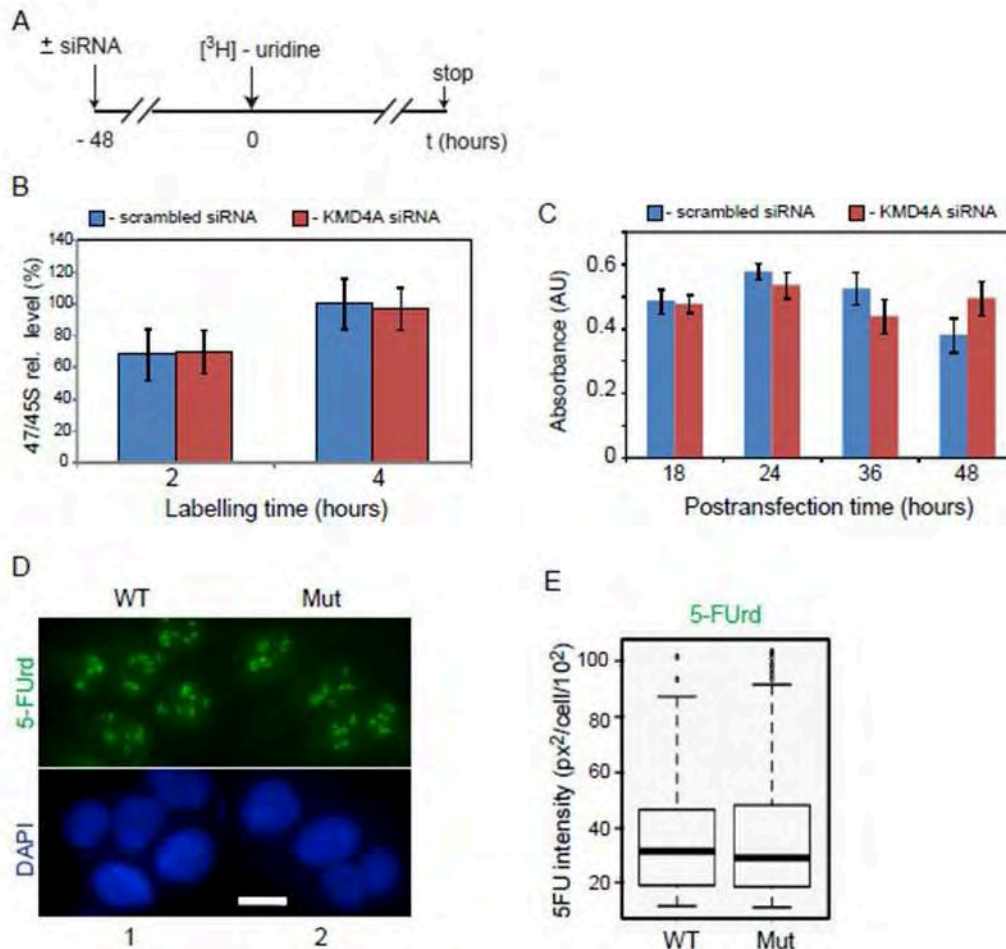 A
± siRNA
[³H] - uridine
stop
- 48
0
t (hours)
B
- scrambled siRNA
- KMD4A siRNA
47/45S rel. level (%)
140
120
100
80
60
40
20
0
2
4
Labelling time (hours)
C
- scrambled siRNA
- KMD4A siRNA
Absorbance (AU)
0.6
0.4
0.2
0
18
24
36
48
Postransfection time (hours)
D
WT
Mut
5-FUrd
DAPI
1
2
E
5-FUrd
5FU intensity (px²/cell/10²)
100
80
60
40
20
WT
Mut